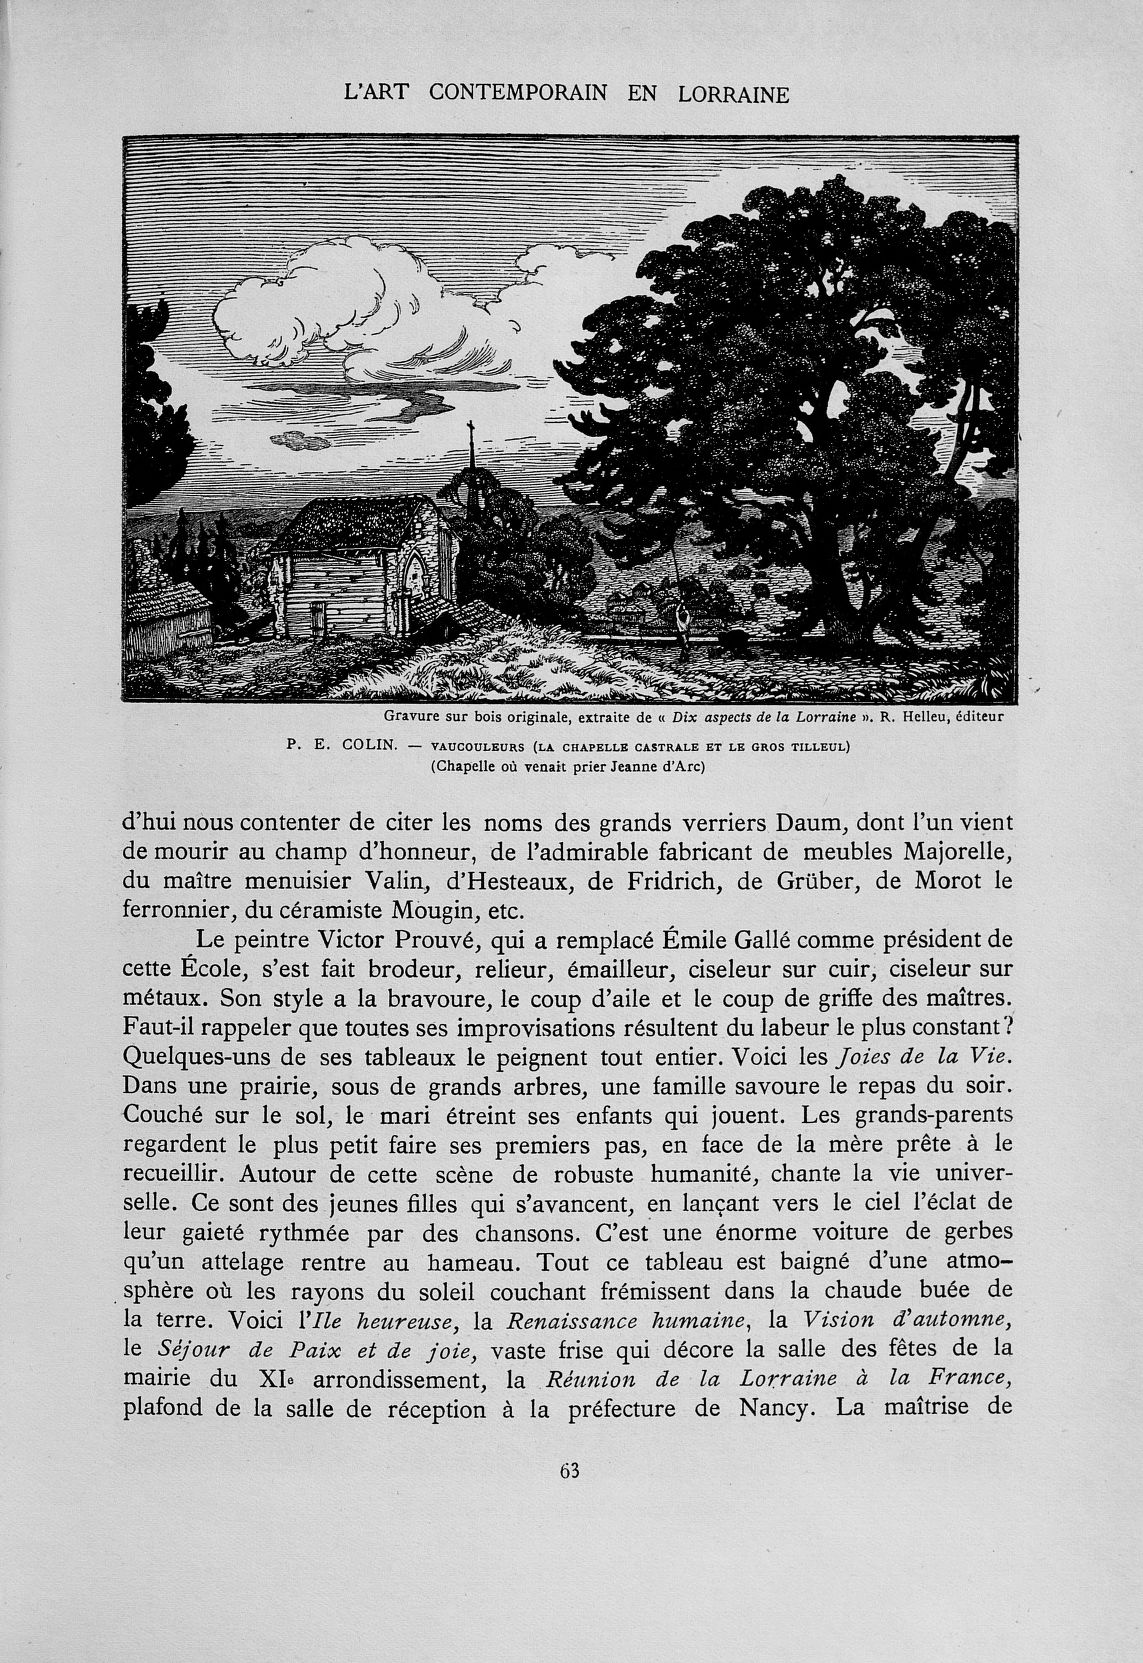 L'ART CONTEMPORAIN EN LORRAINE
Gravure sur bois originale, extraite de « Dix aspects de la Lorraine ». R. Helleu, éditeur
P. E. COLIN. — VAUCOULEURS (LA CHAPELLE CASTRALE ET LE GROS TILLEUL)
(Chapelle où venait prier Jeanne d'Arc)
d'hui nous contenter de citer les noms des grands verriers Daum, dont l'un vient
de mourir au champ d'honneur, de l'admirable fabricant de meubles Majorelle,
du maître menuisier Valin, d'Hesteaux, de Fridrich, de Grüber, de Morot le
ferronnier, du céramiste Mougin, etc.
Le peintre Victor Prouvé, qui a remplacé Émile Gallé comme président de
cette École, s'est fait brodeur, relieur, émailleur, ciseleur sur cuir, ciseleur sur
métaux. Son style a la bravoure, le coup d'aile et le coup de griffe des maîtres.
Faut-il rappeler que toutes ses improvisations résultent du labeur le plus constant?
Quelques-uns de ses tableaux le peignent tout entier. Voici les Joies de la Vie.
Dans une prairie, sous de grands arbres, une famille savoure le repas du soir.
Couché sur le sol, le mari étreint ses enfants qui jouent. Les grands-parents
regardent le plus petit faire ses premiers pas, en face de la mère prête à le
recueillir. Autour de cette scène de robuste humanité, chante la vie univer-
selle. Ce sont des jeunes filles qui s'avancent, en lançant vers le ciel l'éclat de
leur gaieté rythmée par des chansons. C'est une énorme voiture de gerbes
qu'un attelage rentre au hameau. Tout ce tableau est baigné d'une atmo-
sphère où les rayons du soleil couchant frémissent dans la chaude buée de
la terre. Voici l'Ile heureuse, la Renaissance humaine, la Vision d'automne,
le Séjour de Paix et de joie, vaste frise qui décore la salle des fêtes de la
mairie du XIe arrondissement, la Réunion de la Lorraine à la France,
plafond de la salle de réception à la préfecture de Nancy. La maîtrise de
63